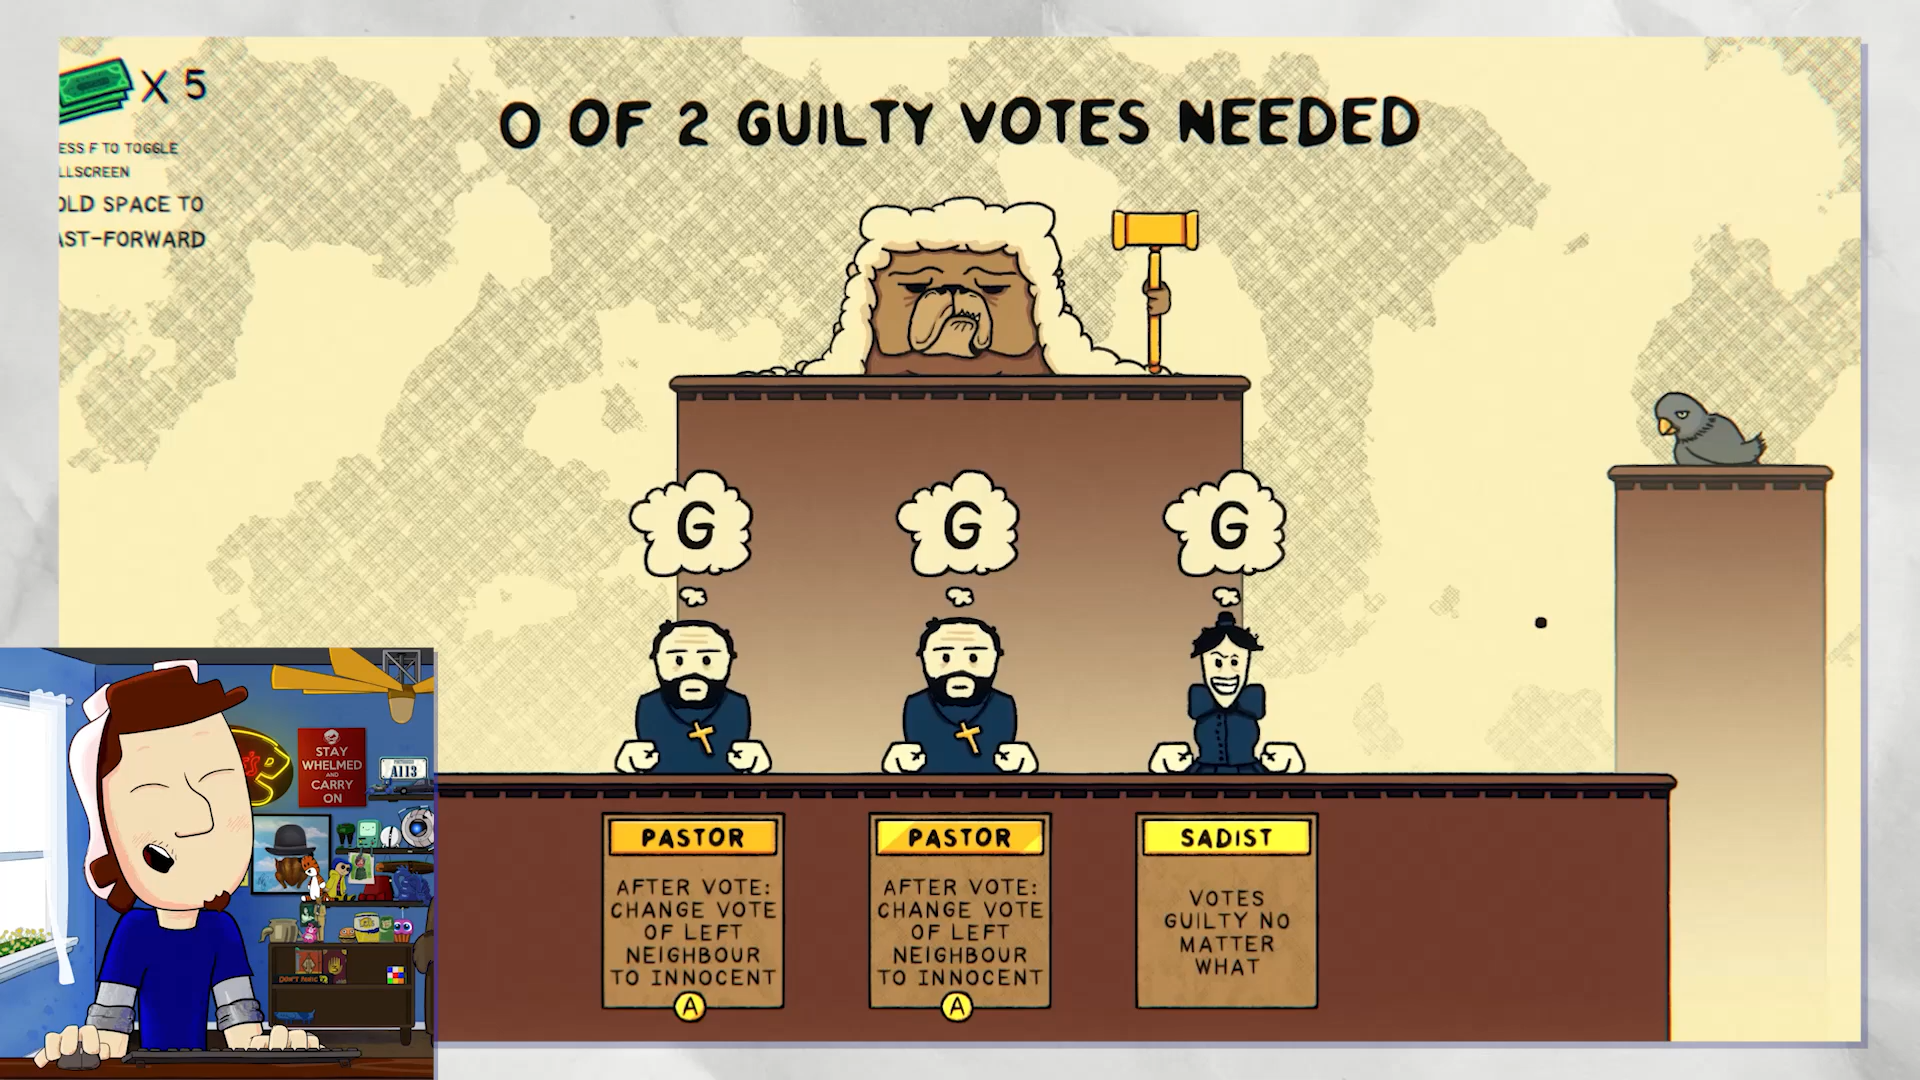 X 5
ESS F TO TOGGLE
LLSCREEN
OLD SPACE TO
AST-FORWARD
0 OF 2 GUILTY VOTES NEEDED
G
G
G
STAY
WHELMED
AND
CARRY
ON
A113
DON'T PANIC
PASTOR
AFTER VOTE:
CHANGE VOTE
OF LEFT
NEIGHBOUR
TO INNOCENT
A
PASTOR
AFTER VOTE:
CHANGE VOTE
OF LEFT
NEIGHBOUR
TO INNOCENT
A
SADIST
VOTES
GUILTY NO
MATTER
WHAT